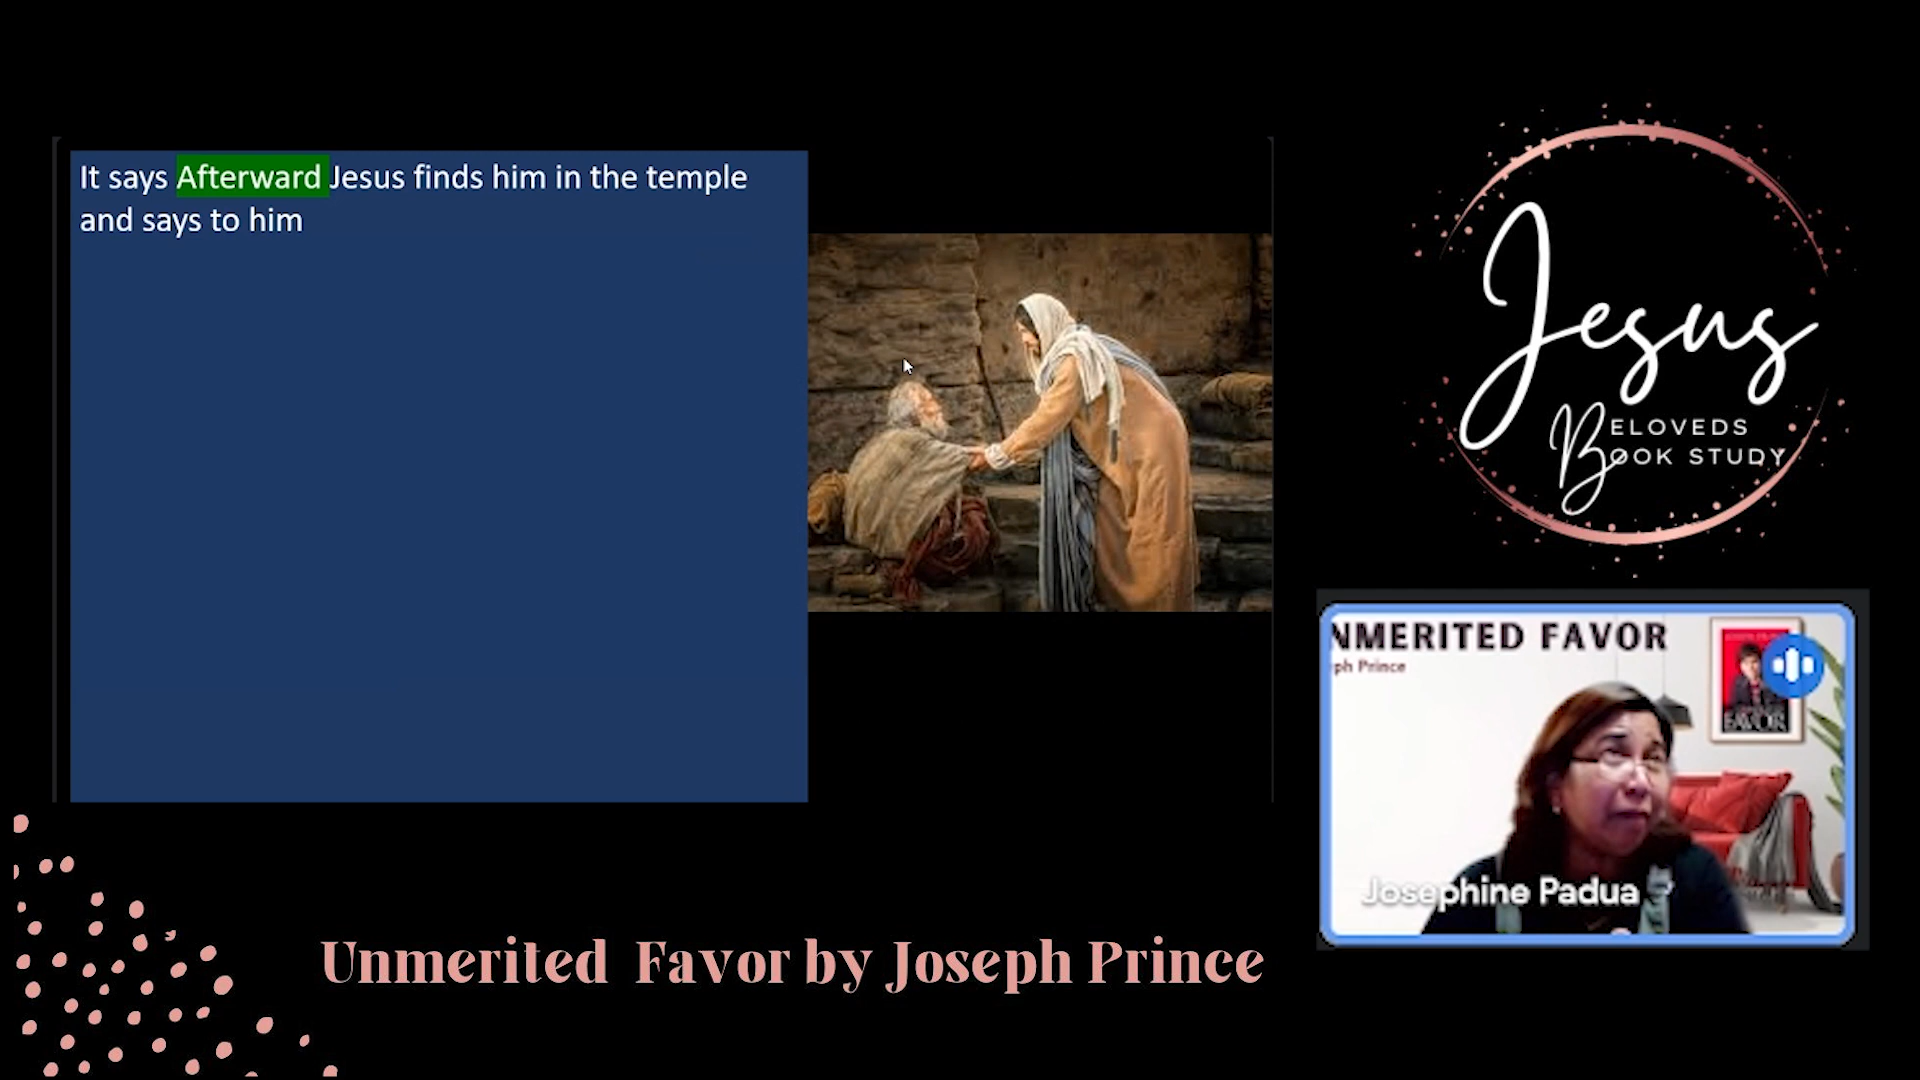 It says Afterward Jesus finds him in the temple
and says to him
Jesus
BELOVEDS
BOOK STUDY
NMERITED FAVOR
ph Prince
FAVOR
Josephine Padua
Unmerited Favor by Joseph Prince